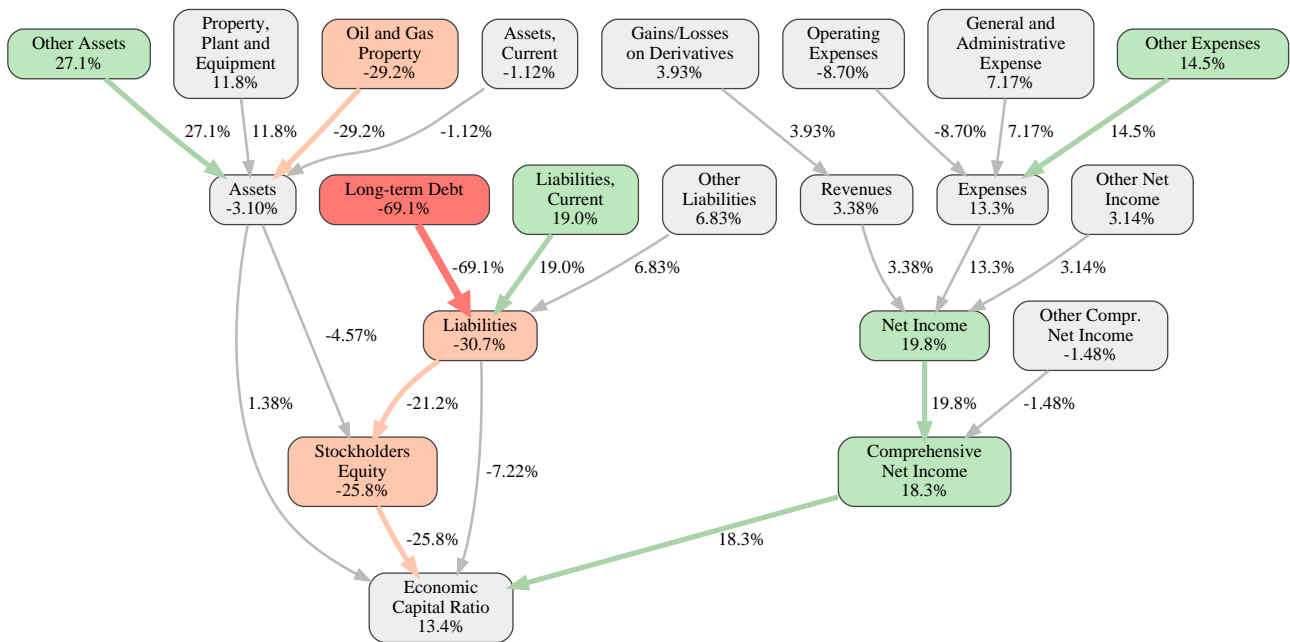 Other Assets
27.1%
Property,
Plant and
Equipment
11.8%
Oil and Gas
Property
-29.2%
Assets,
Current
-1.12%
Gains/Losses
on Derivatives
3.93%
Operating
Expenses
-8.70%
General and
Administrative
Expense
7.17%
Other Expenses
14.5%
27.1%
11.8%
-29.2%
-1.12%
3.93%
-8.70%
7.17%
14.5%
Assets
-3.10%
Long-term Debt
-69.1%
Liabilities,
Current
19.0%
Other
Liabilities
6.83%
Revenues
3.38%
Expenses
13.3%
Other Net
Income
3.14%
-4.57%
-69.1%
19.0%
6.83%
3.38%
13.3%
3.14%
Liabilities
-30.7%
Net Income
19.8%
Other Compr.
Net Income
-1.48%
1.38%
-21.2%
-7.22%
19.8%
-1.48%
Stockholders
Equity
-25.8%
Comprehensive
Net Income
18.3%
-25.8%
18.3%
Economic
Capital Ratio
13.4%